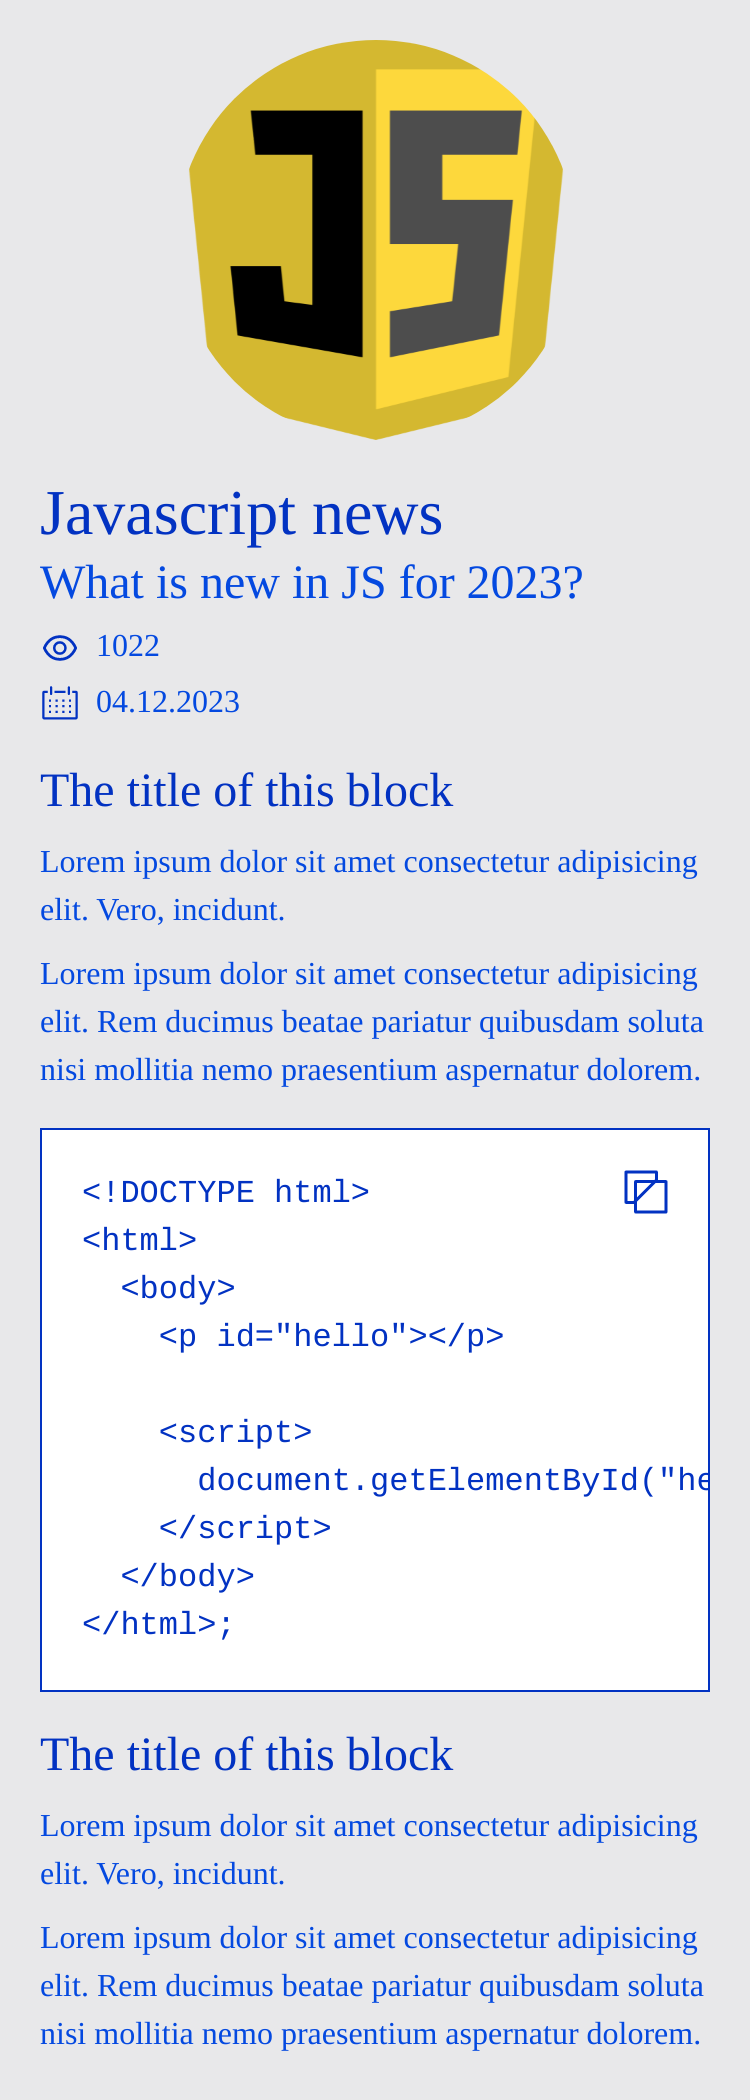 JS
Javascript news
What is new in JS for 2023?
1022
04.12.2023
The title of this block
Lorem ipsum dolor sit amet consectetur adipisicing
elit. Vero, incidunt.
Lorem ipsum dolor sit amet consectetur adipisicing
elit. Rem ducimus beatae pariatur quibusdam soluta
nisi mollitia nemo praesentium aspernatur dolorem.
<!DOCTYPE html>
<html>
  <body>
    <p id="hello"></p>

    <script>
      document.getElementById("he
    </script>
  </body>
</html>;
The title of this block
Lorem ipsum dolor sit amet consectetur adipisicing
elit. Vero, incidunt.
Lorem ipsum dolor sit amet consectetur adipisicing
elit. Rem ducimus beatae pariatur quibusdam soluta
nisi mollitia nemo praesentium aspernatur dolorem.